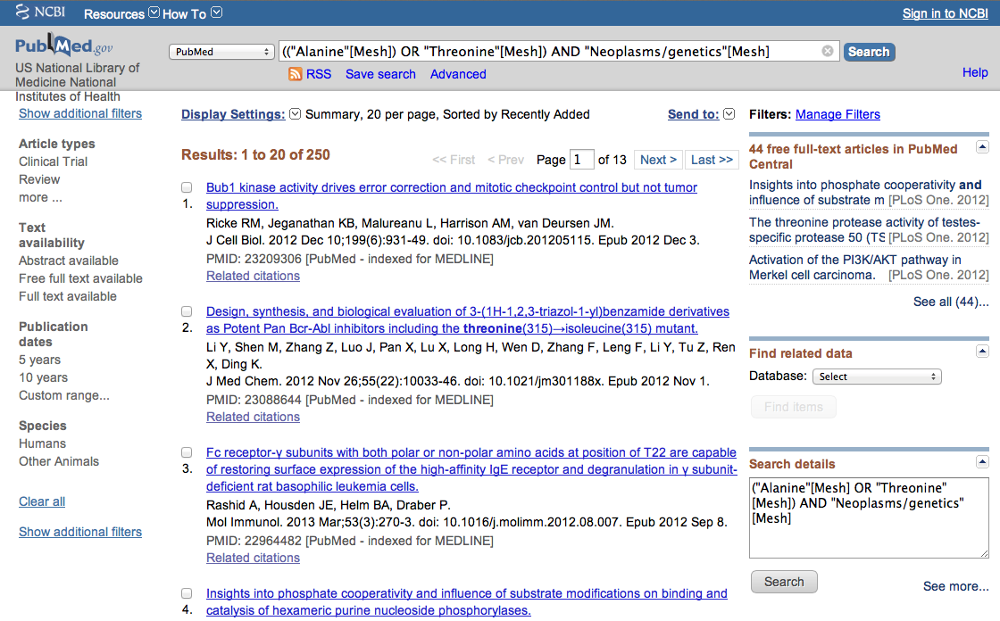 NCBI Resources How To Sign in to NCBI
PubMed.gov
US National Library of
Medicine National
Institutes of Health
PubMed
(("Alanine"[Mesh]) OR "Threonine"[Mesh]) AND "Neoplasms/genetics"[Mesh]
Search
RSS Save search Advanced
Help
Show additional filters
Article types
Clinical Trial
Review
more ...
Text
availability
Abstract available
Free full text available
Full text available
Publication
dates
5 years
10 years
Custom range...
Species
Humans
Other Animals
Clear all
Show additional filters
Display Settings: Summary, 20 per page, Sorted by Recently Added
Send to:
Results: 1 to 20 of 250
<< First < Prev Page 1 of 13 Next > Last >>
Bub1 kinase activity drives error correction and mitotic checkpoint control but not tumor
1. suppression.
Ricke RM, Jeganathan KB, Malureanu L, Harrison AM, van Deursen JM.
J Cell Biol. 2012 Dec 10;199(6):931-49. doi: 10.1083/jcb.201205115. Epub 2012 Dec 3.
PMID: 23209306 [PubMed - indexed for MEDLINE]
Related citations
Design, synthesis, and biological evaluation of 3-(1H-1,2,3-triazol-1-yl)benzamide derivatives
2. as Potent Pan Bcr-Abl inhibitors including the threonine(315)→isoleucine(315) mutant.
Li Y, Shen M, Zhang Z, Luo J, Pan X, Lu X, Long H, Wen D, Zhang F, Leng F, Li Y, Tu Z, Ren
X, Ding K.
J Med Chem. 2012 Nov 26;55(22):10033-46. doi: 10.1021/jm301188x. Epub 2012 Nov 1.
PMID: 23088644 [PubMed - indexed for MEDLINE]
Related citations
Fc receptor-γ subunits with both polar or non-polar amino acids at position of T22 are capable
3. of restoring surface expression of the high-affinity IgE receptor and degranulation in γ subunit-
deficient rat basophilic leukemia cells.
Rashid A, Housden JE, Helm BA, Draber P.
Mol Immunol. 2013 Mar;53(3):270-3. doi: 10.1016/j.molimm.2012.08.007. Epub 2012 Sep 8.
PMID: 22964482 [PubMed - indexed for MEDLINE]
Related citations
Insights into phosphate cooperativity and influence of substrate modifications on binding and
4. catalysis of hexameric purine nucleoside phosphorylases.
Filters: Manage Filters
44 free full-text articles in PubMed
Central
Insights into phosphate cooperativity and
influence of substrate m [PLoS One. 2012]
The threonine protease activity of testes-
specific protease 50 (TS [PLoS One. 2012]
Activation of the PI3K/AKT pathway in
Merkel cell carcinoma. [PLoS One. 2012]
See all (44)...
Find related data
Database: Select
Find items
Search details
("Alanine"[Mesh] OR "Threonine"
[Mesh]) AND "Neoplasms/genetics"
[Mesh]
Search
See more...